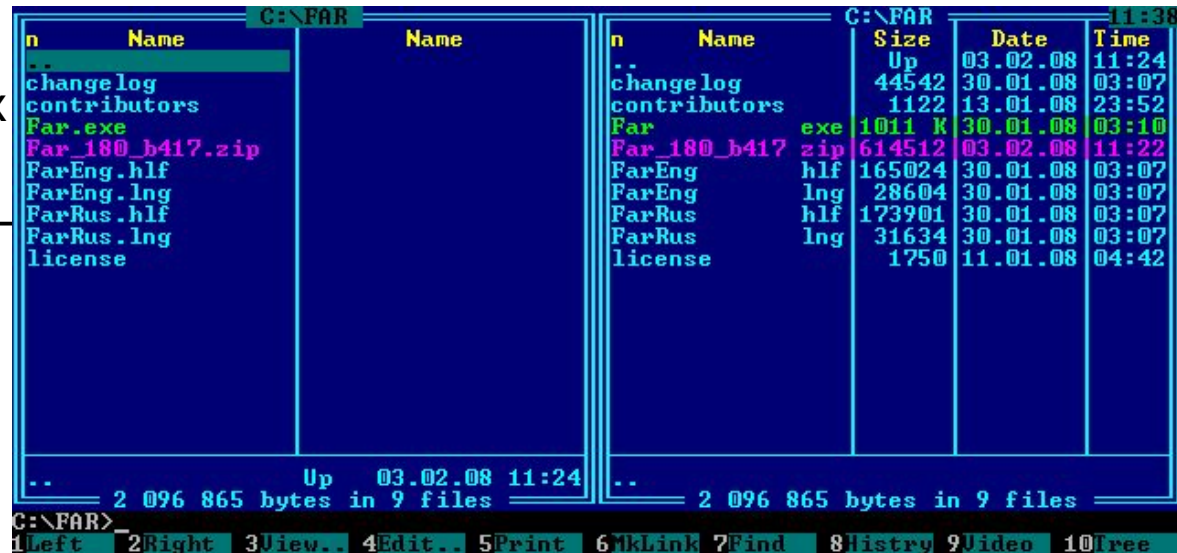 C:\FAR
n Name Name
..
changelog
contributors
Far.exe
Far_180_b417.zip
FarEng.hlf
FarEng.lng
FarRus.hlf
FarRus.lng
license
.. Up 03.02.08 11:24
2 096 865 bytes in 9 files
C:\FAR 11:38
n Name Size Date Time
.. Up 03.02.08 11:24
changelog 44542 30.01.08 03:07
contributors 1122 13.01.08 23:52
Far exe 1011 K 30.01.08 03:10
Far_180_b417 zip 614512 03.02.08 11:22
FarEng hlf 165024 30.01.08 03:07
FarEng lng 28604 30.01.08 03:07
FarRus hlf 173901 30.01.08 03:07
FarRus lng 31634 30.01.08 03:07
license 1750 11.01.08 04:42
..
2 096 865 bytes in 9 files
C:\FAR>_
1Left 2Right 3View.. 4Edit.. 5Print 6MkLink 7Find 8Histry 9Video 10Tree